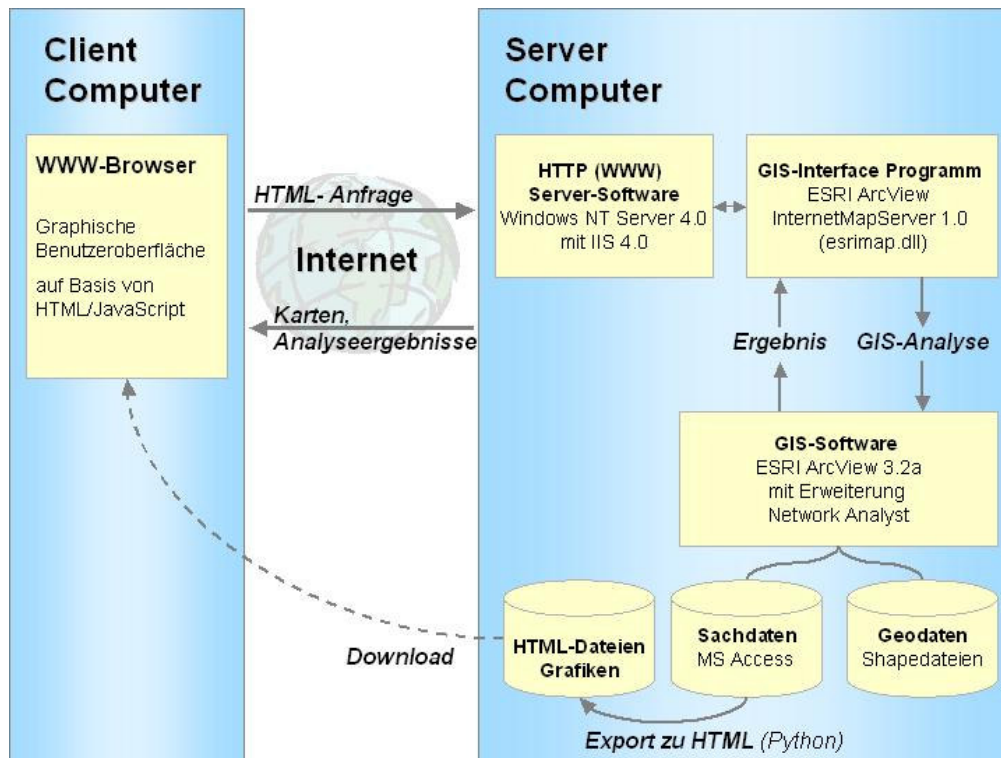 Client
Computer
WWW-Browser
Graphische
Benutzeroberfläche
auf Basis von
HTML/JavaScript
HTML- Anfrage
Internet
Karten,
Analyseergebnisse
Server
Computer
HTTP (WWW)
Server-Software
Windows NT Server 4.0
mit IIS 4.0
GIS-Interface Programm
ESRI ArcView
InternetMapServer 1.0
(esrimap.dll)
Ergebnis
GIS-Analyse
GIS-Software
ESRI ArcView 3.2a
mit Erweiterung
Network Analyst
Download
HTML-Dateien
Grafiken
Sachdaten
MS Access
Geodaten
Shapedateien
Export zu HTML (Python)